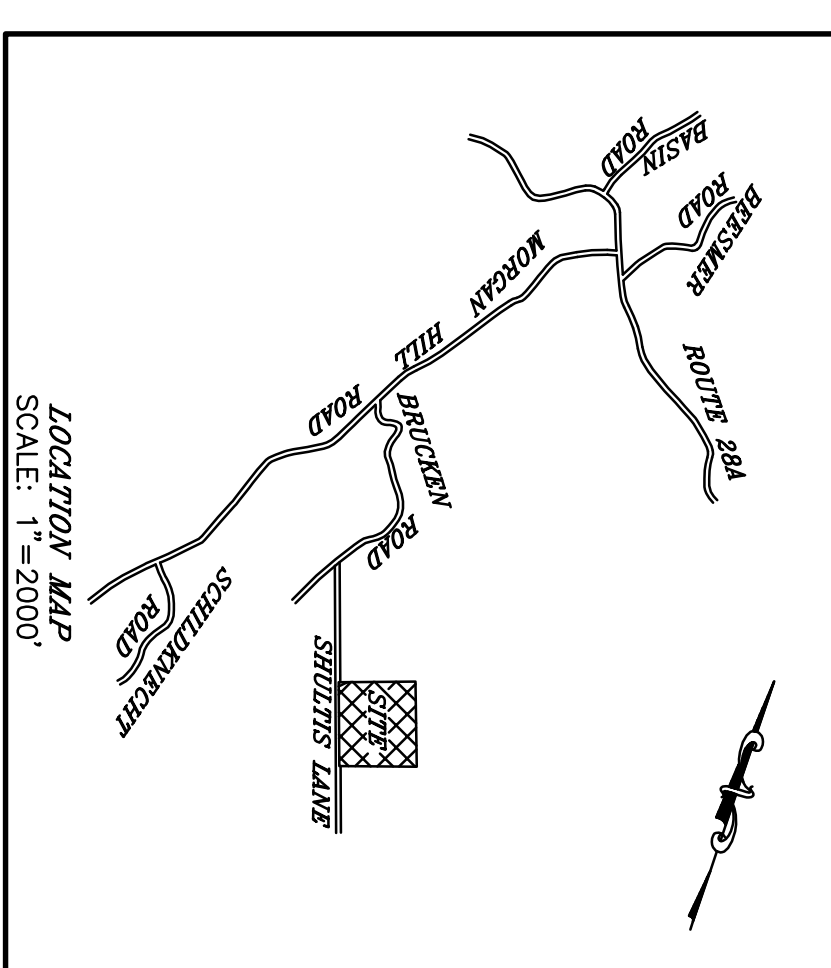 BASIN
ROAD
BEESMER
ROAD
ROUTE 28A
MORGAN
HILL
ROAD
BRUCKEN
ROAD
SHULTIS LANE
SITE
SCHILDKNECHT
ROAD
LOCATION MAP
SCALE: 1"=2000'